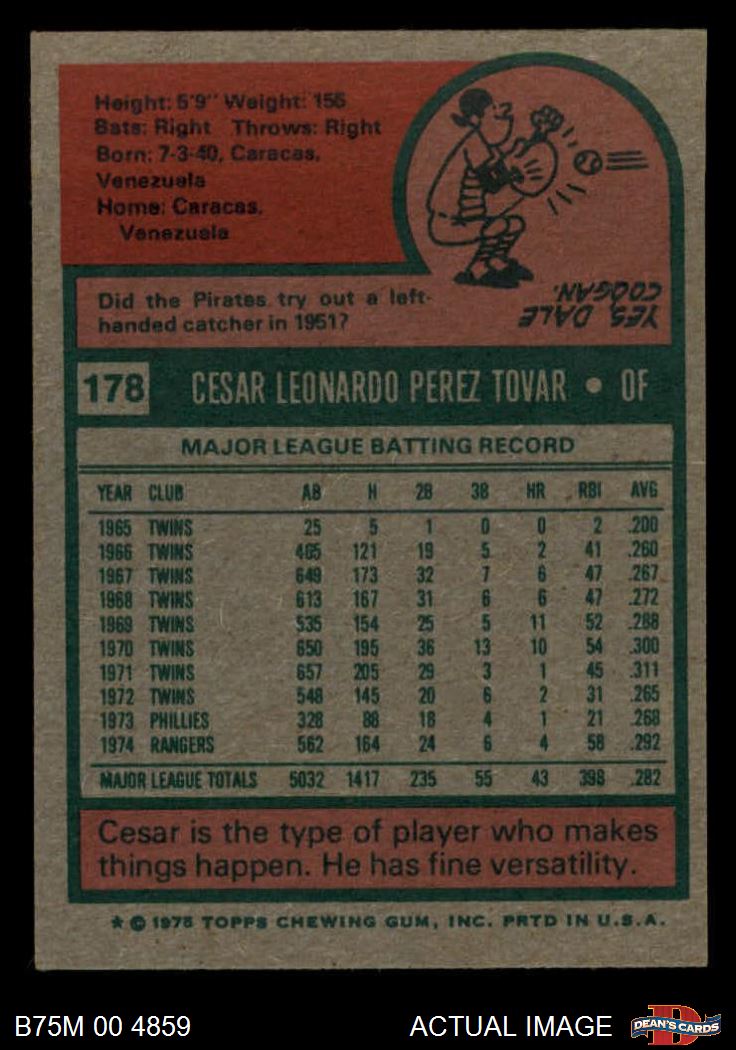 Height: 5'9" Weight: 155
Bats: Right Throws: Right
Born: 7-3-40, Caracas,
Venezuela
Home: Caracas,
Venezuela
Did the Pirates try out a left-
handed catcher in 1951?
YES, DALE
COOGAN.
178 CESAR LEONARDO PEREZ TOVAR • OF
MAJOR LEAGUE BATTING RECORD
YEAR CLUB AB H 2B 3B HR RBI AVG
1965 TWINS 25 5 1 0 0 2 .200
1966 TWINS 465 121 19 5 2 41 .260
1967 TWINS 649 173 32 7 6 47 .267
1968 TWINS 613 167 31 6 6 47 .272
1969 TWINS 535 154 25 5 11 52 .288
1970 TWINS 650 195 36 13 10 54 .300
1971 TWINS 657 205 29 3 1 45 .311
1972 TWINS 548 145 20 6 2 31 .265
1973 PHILLIES 328 88 18 4 1 21 .268
1974 RANGERS 562 164 24 6 4 58 .292
MAJOR LEAGUE TOTALS 5032 1417 235 55 43 398 .282
Cesar is the type of player who makes
things happen. He has fine versatility.
★ © 1975 TOPPS CHEWING GUM, INC. PRTD IN U.S.A.
B75M 00 4859 ACTUAL IMAGE D DEAN'S CARDS